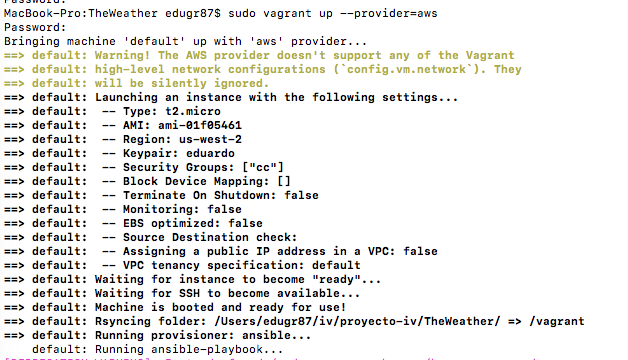 Password:
MacBook-Pro:TheWeather edugr87$ sudo vagrant up --provider=aws
Password:
Bringing machine 'default' up with 'aws' provider...
==> default: Warning! The AWS provider doesn't support any of the Vagrant
==> default: high-level network configurations (`config.vm.network`). They
==> default: will be silently ignored.
==> default: Launching an instance with the following settings...
==> default:  -- Type: t2.micro
==> default:  -- AMI: ami-01f05461
==> default:  -- Region: us-west-2
==> default:  -- Keypair: eduardo
==> default:  -- Security Groups: ["cc"]
==> default:  -- Block Device Mapping: []
==> default:  -- Terminate On Shutdown: false
==> default:  -- Monitoring: false
==> default:  -- EBS optimized: false
==> default:  -- Source Destination check:
==> default:  -- Assigning a public IP address in a VPC: false
==> default:  -- VPC tenancy specification: default
==> default: Waiting for instance to become "ready"...
==> default: Waiting for SSH to become available...
==> default: Machine is booted and ready for use!
==> default: Rsyncing folder: /Users/edugr87/iv/proyecto-iv/TheWeather/ => /vagrant
==> default: Running provisioner: ansible...
    default: Running ansible-playbook...